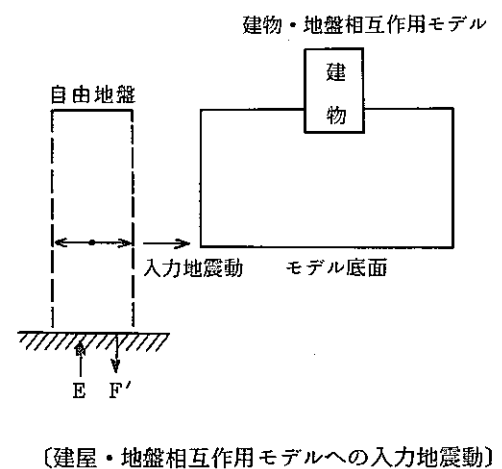 建物・地盤相互作用モデル
建
物
自由地盤
入力地震動
モデル底面
E F′
〔建屋・地盤相互作用モデルへの入力地震動〕